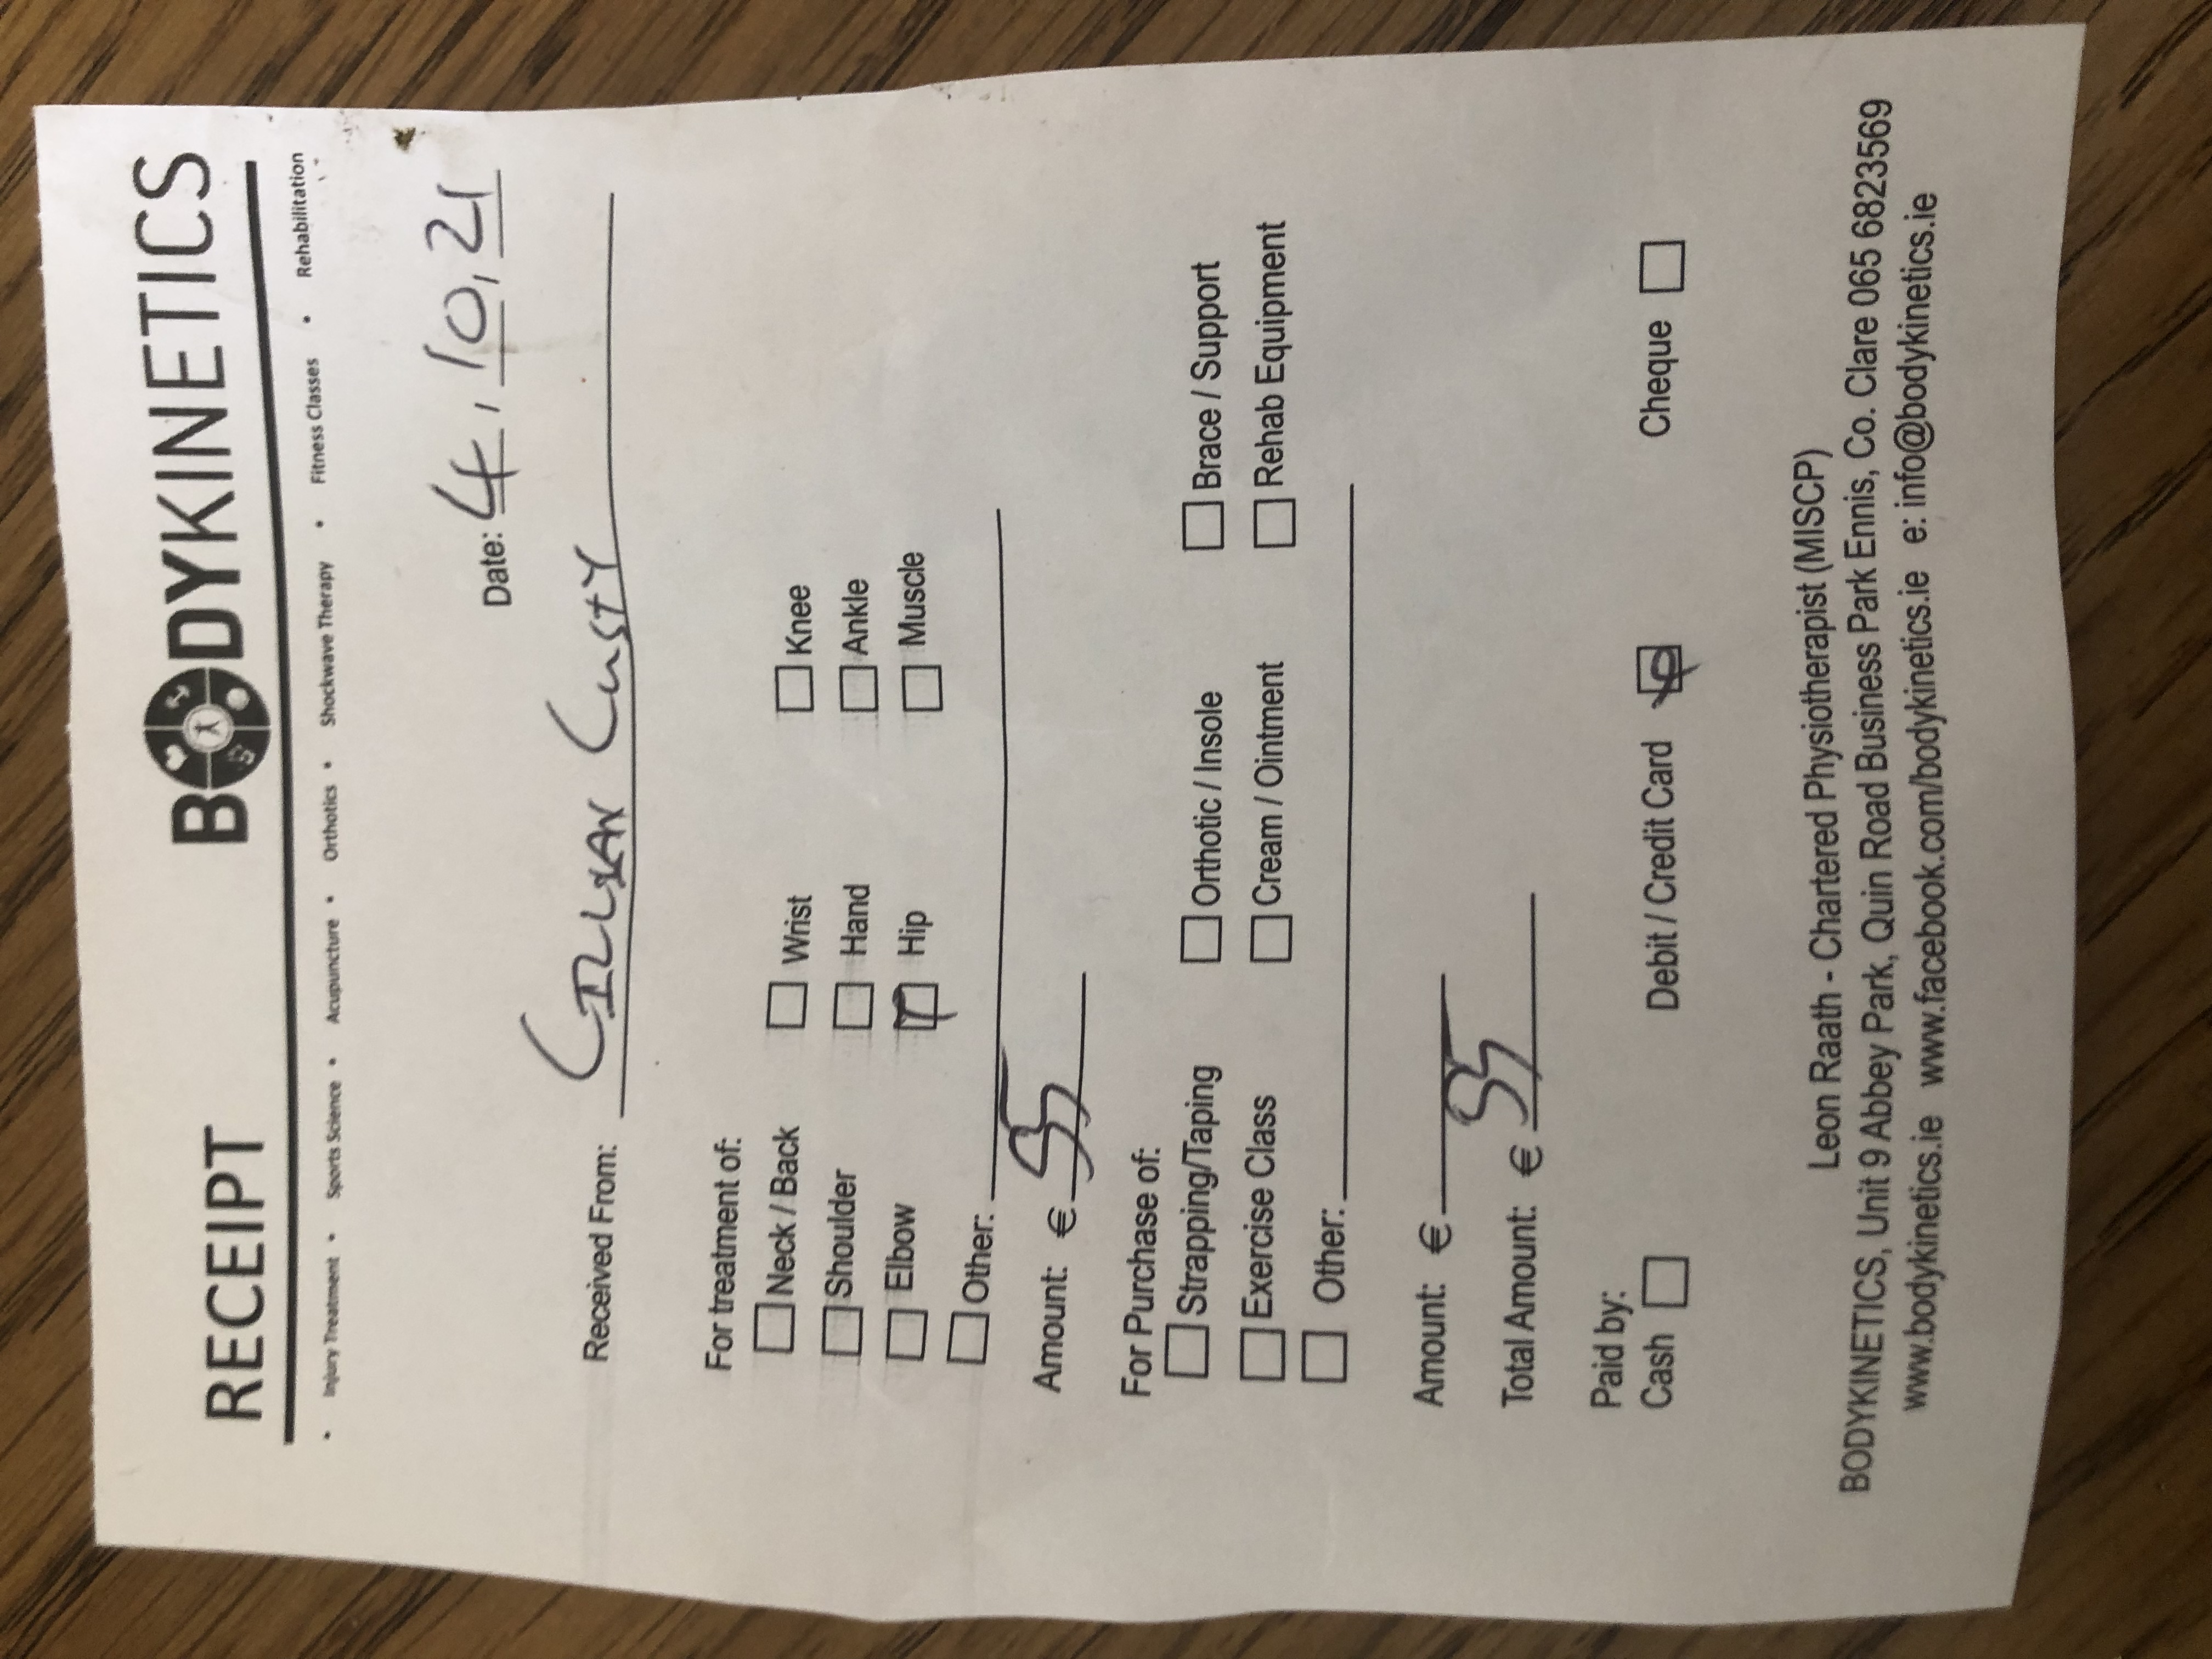 RECEIPT BODYKINETICS
• Injury Treatment • Sports Science • Acupuncture • Orthotics • Shockwave Therapy • Fitness Classes • Rehabilitation
Date: 4, 10, 21
Received From: CILLIAN CUSTY
For treatment of:
Neck / Back Wrist Knee
Shoulder Hand Ankle
Elbow Hip Muscle
Other:
Amount: € 55
For Purchase of:
Strapping/Taping Orthotic / Insole Brace / Support
Exercise Class Cream / Ointment Rehab Equipment
Other:
Amount: €
Total Amount: € 55
Paid by:
Cash Debit / Credit Card Cheque
Leon Raath - Chartered Physiotherapist (MISCP)
BODYKINETICS, Unit 9 Abbey Park, Quin Road Business Park Ennis, Co. Clare 065 6823569
www.bodykinetics.ie www.facebook.com/bodykinetics.ie e: info@bodykinetics.ie